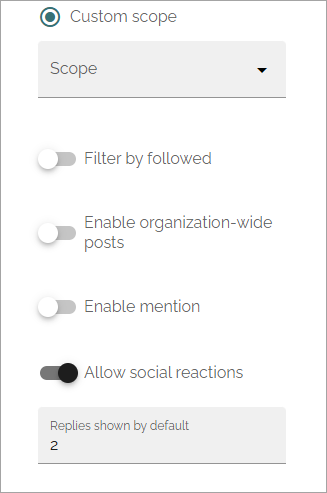 Custom scope
Scope
Filter by followed
Enable organization-wide
posts
Enable mention
Allow social reactions
Replies shown by default
2